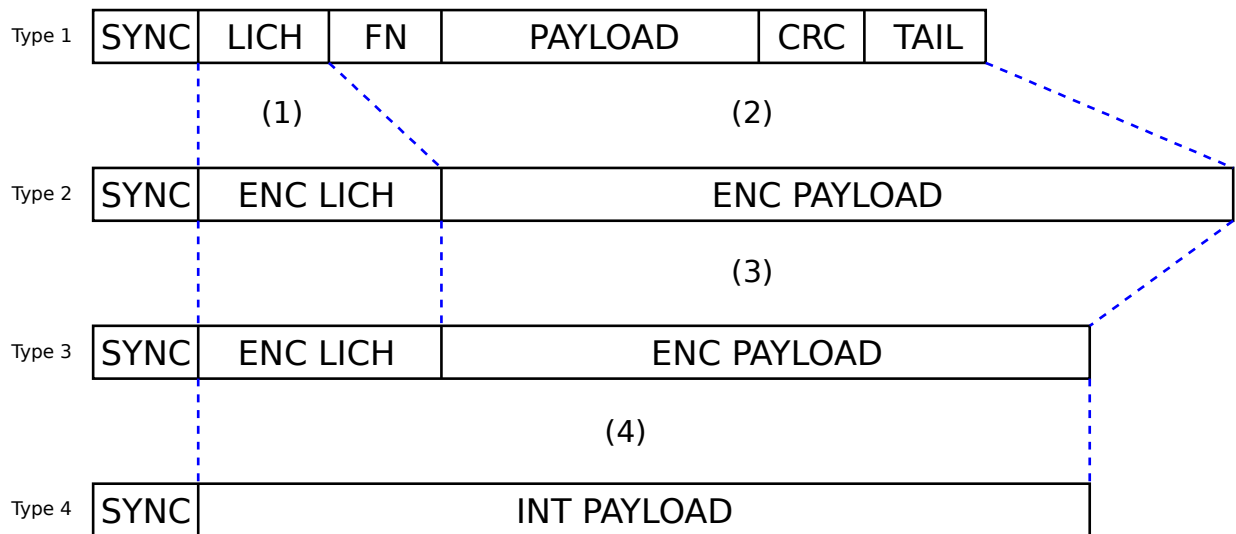 Type 1 SYNC LICH FN PAYLOAD CRC TAIL
(1) (2)
Type 2 SYNC ENC LICH ENC PAYLOAD
(3)
Type 3 SYNC ENC LICH ENC PAYLOAD
(4)
Type 4 SYNC INT PAYLOAD